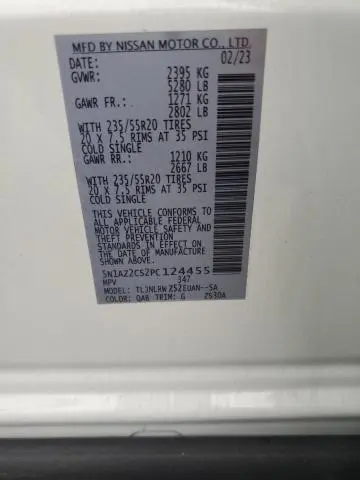 MFD BY NISSAN MOTOR CO., LTD.
DATE: 02/23
GVWR: 2395 KG
5280 LB
GAWR FR: 1271 KG
2802 LB
WITH 235/55R20 TIRES
20 X 7.5 RIMS AT 35 PSI
COLD SINGLE
GAWR RR: 1210 KG
2667 LB
WITH 235/55R20 TIRES
20 X 7.5 RIMS AT 35 PSI
COLD SINGLE
THIS VEHICLE CONFORMS TO
ALL APPLICABLE FEDERAL
MOTOR VEHICLE SAFETY
STANDARDS IN EFFECT ON
THE DATE OF MANUFACTURE
SHOWN ABOVE.
5N1AZ2CS2PC124455
MPV 347
MODEL: TLJNLRWZS2EUAN--SA
COLOR: QAB TRIM: G ZS30A